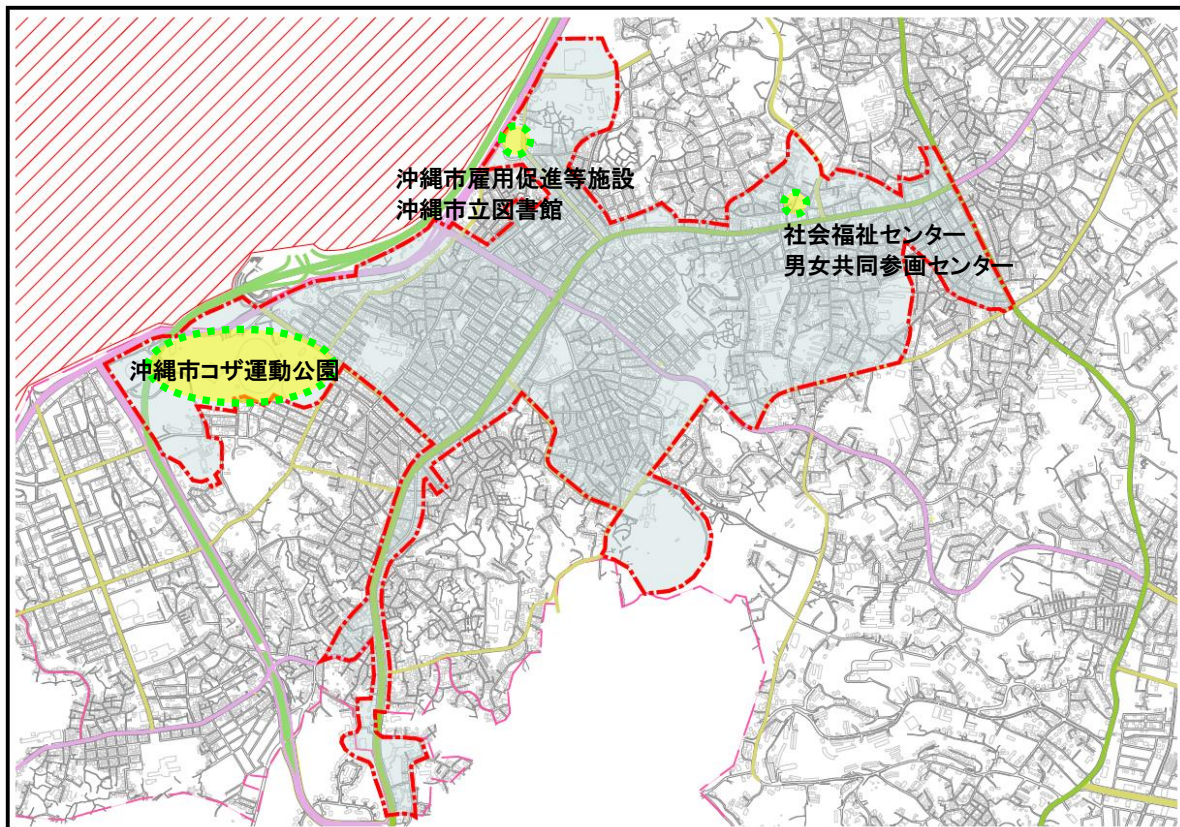 沖縄市雇用促進等施設
沖縄市立図書館
社会福祉センター
男女共同参画センター
沖縄市コザ運動公園